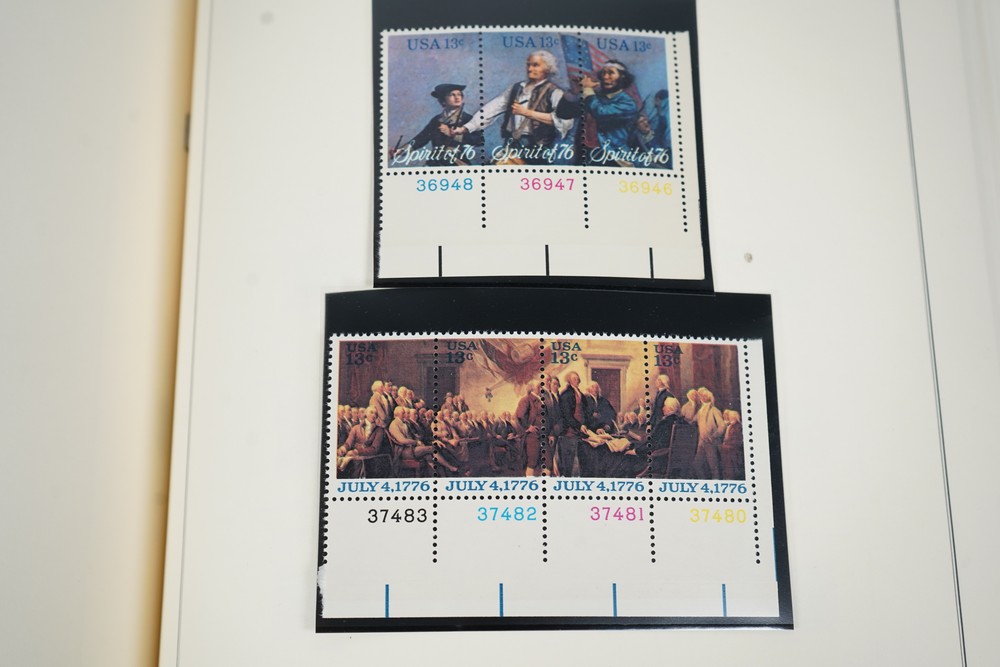 USA 13c USA 13c USA 13c
Spirit of 76 Spirit of 76 Spirit of 76
36948 36947 36946
USA USA USA USA
13c 13c 13c 13c
JULY 4, 1776 JULY 4, 1776 JULY 4, 1776 JULY 4, 1776
37483 37482 37481 37480